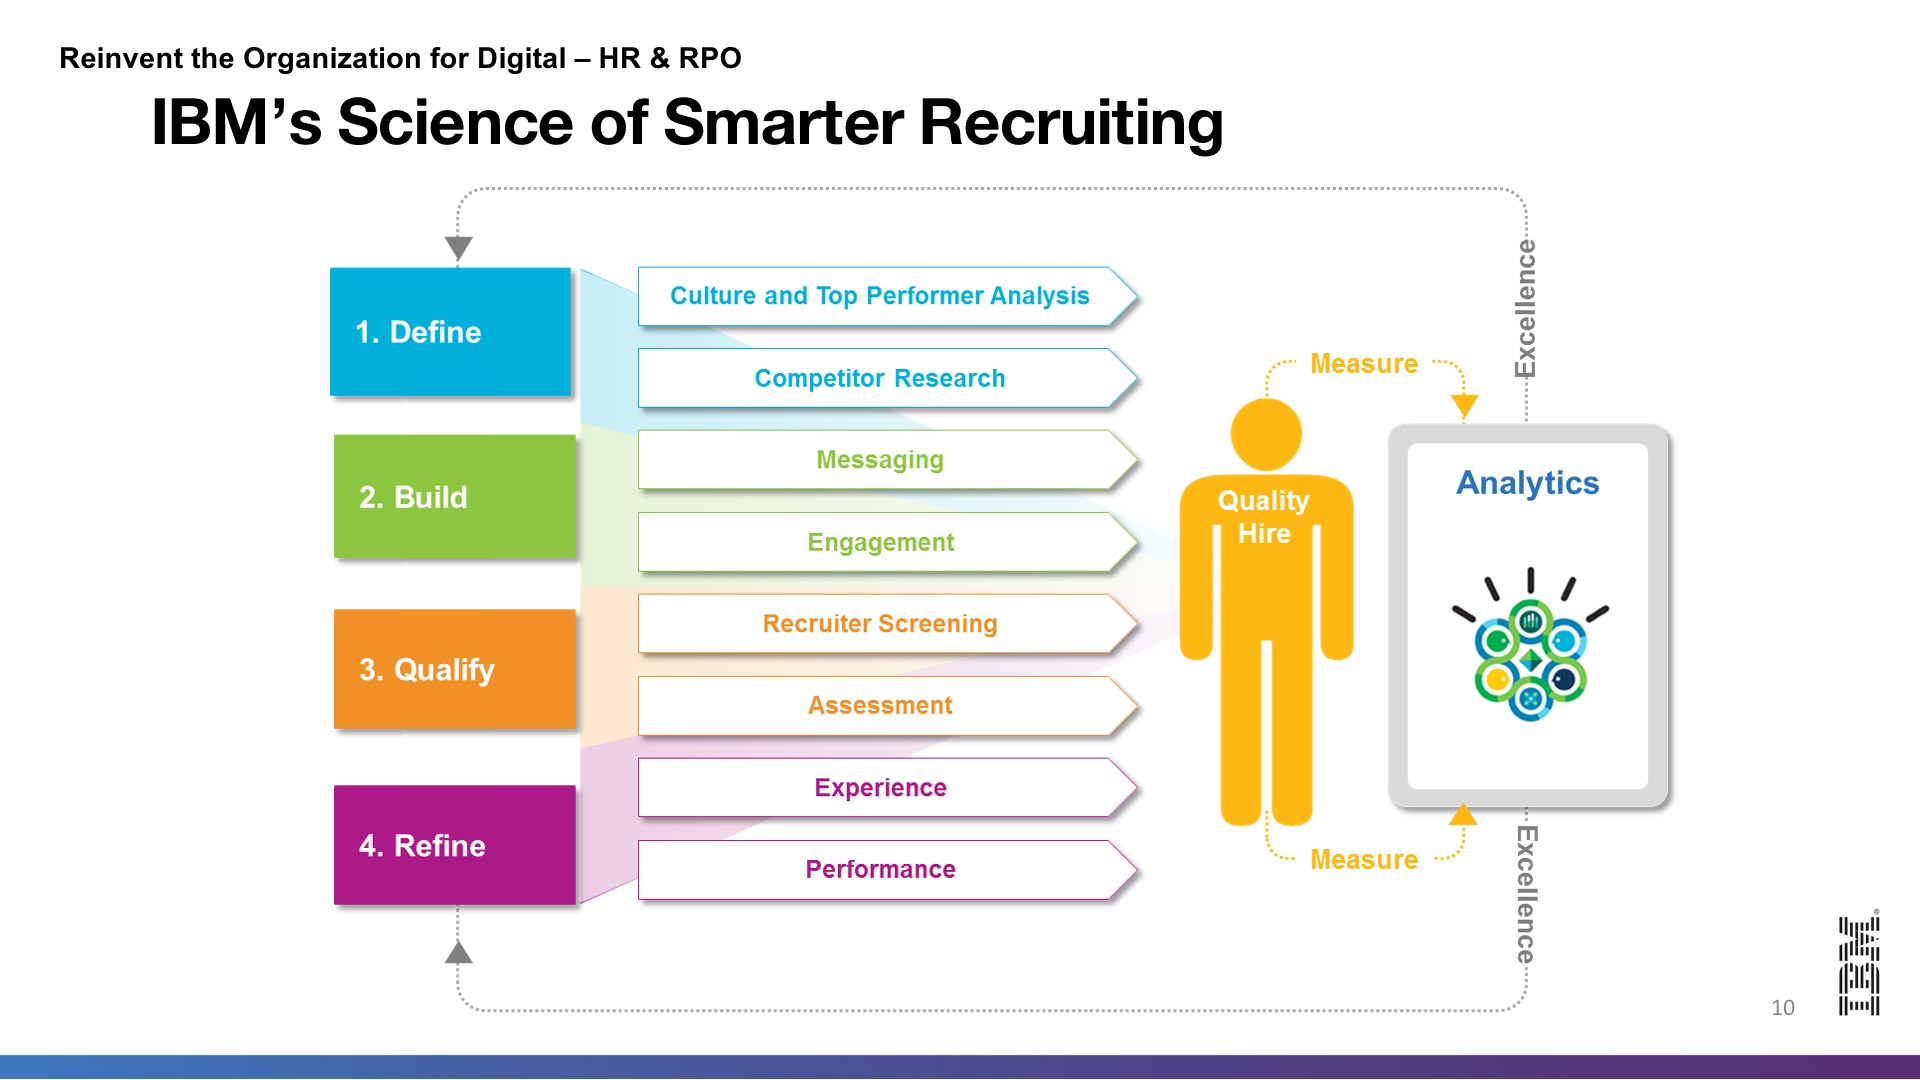 Reinvent the Organization for Digital – HR & RPO
IBM’s Science of Smarter Recruiting
1. Define
2. Build
3. Qualify
4. Refine
Culture and Top Performer Analysis
Competitor Research
Messaging
Engagement
Recruiter Screening
Assessment
Experience
Performance
Quality
Hire
Measure
Measure
Analytics
Excellence
Excellence
10
IBM®